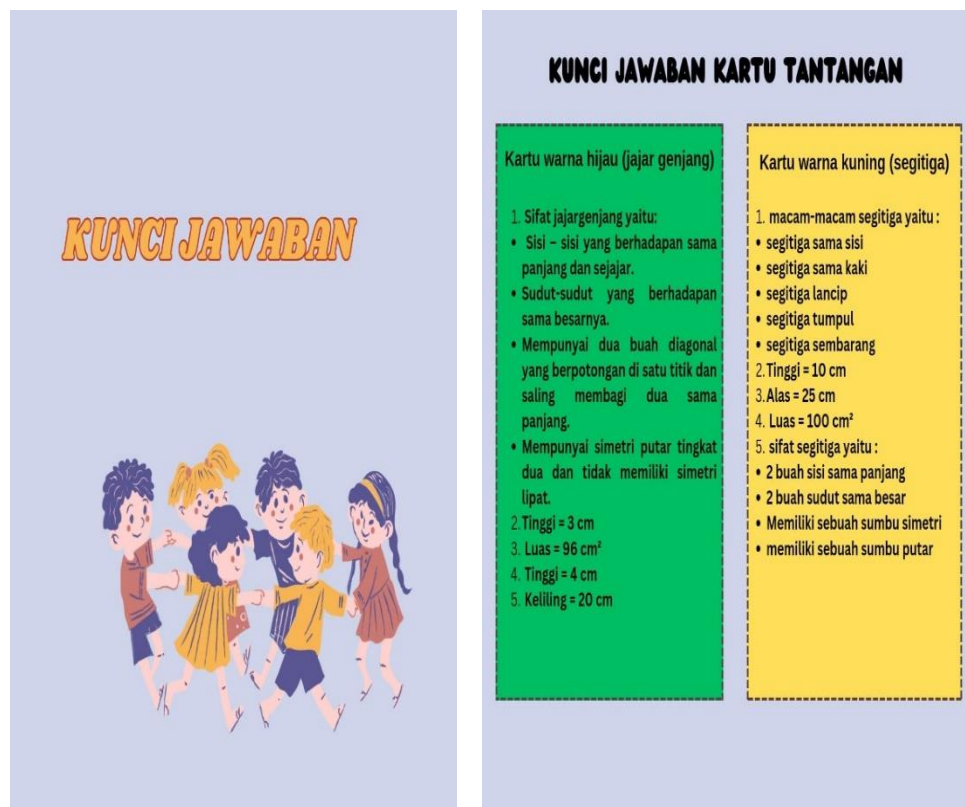 KUNCI JAWABAN
KUNCI JAWABAN KARTU TANTANGAN
Kartu warna hijau (jajar genjang)
1. Sifat jajargenjang yaitu:
• Sisi – sisi yang berhadapan sama
panjang dan sejajar.
• Sudut-sudut yang berhadapan
sama besarnya.
• Mempunyai dua buah diagonal
yang berpotongan di satu titik dan
saling membagi dua sama
panjang.
• Mempunyai simetri putar tingkat
dua dan tidak memiliki simetri
lipat.
2. Tinggi = 3 cm
3. Luas = 96 cm²
4. Tinggi = 4 cm
5. Keliling = 20 cm
Kartu warna kuning (segitiga)
1. macam-macam segitiga yaitu :
• segitiga sama sisi
• segitiga sama kaki
• segitiga lancip
• segitiga tumpul
• segitiga sembarang
2. Tinggi = 10 cm
3. Alas = 25 cm
4. Luas = 100 cm²
5. sifat segitiga yaitu :
• 2 buah sisi sama panjang
• 2 buah sudut sama besar
• Memiliki sebuah sumbu simetri
• memiliki sebuah sumbu putar